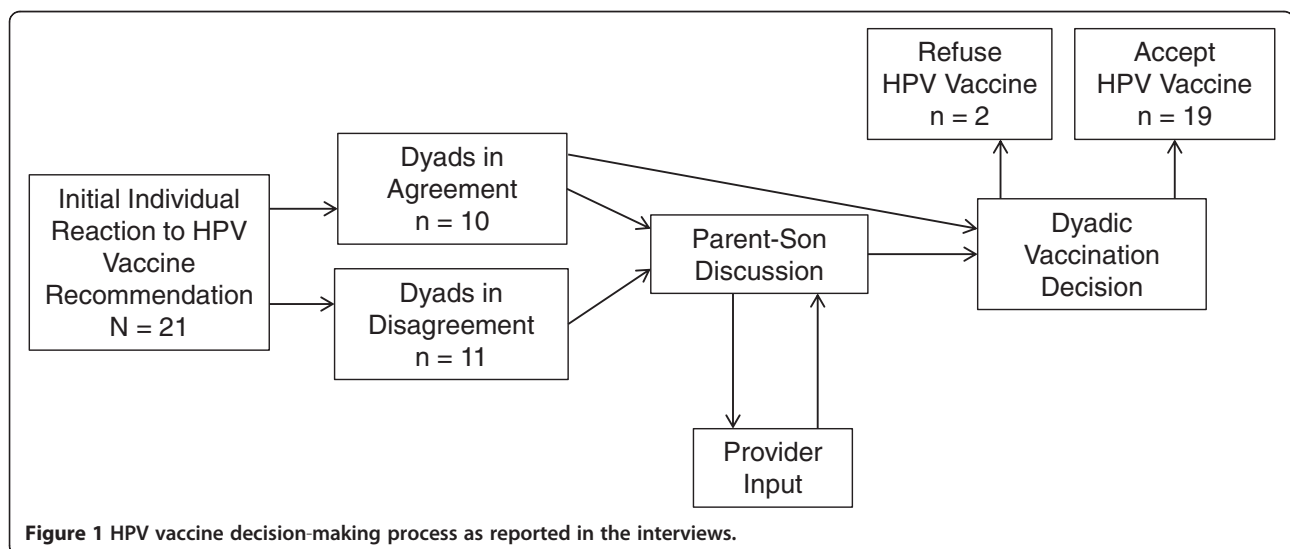 Initial Individual
Reaction to HPV
Vaccine
Recommendation
N = 21
Dyads in
Agreement
n = 10
Dyads in
Disagreement
n = 11
Parent-Son
Discussion
Provider
Input
Dyadic
Vaccination
Decision
Refuse
HPV Vaccine
n = 2
Accept
HPV Vaccine
n = 19
Figure 1 HPV vaccine decision-making process as reported in the interviews.